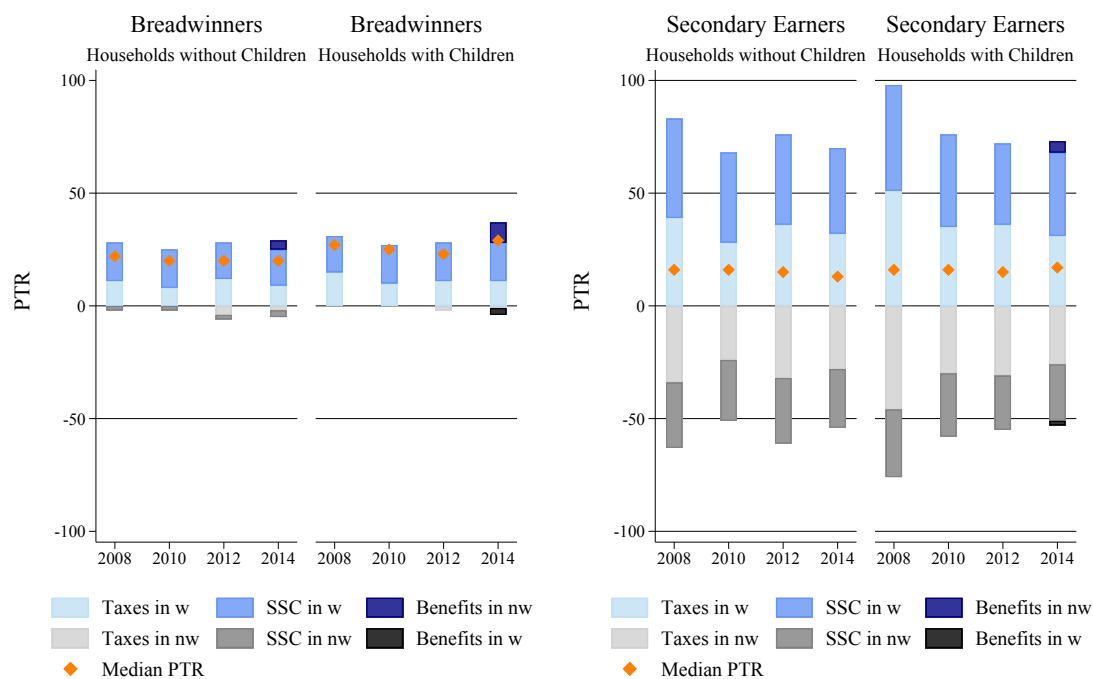 Breadwinners
Households without Children
Breadwinners
Households with Children
PTR
100
50
0
-50
-100
2008 2010 2012 2014
2008 2010 2012 2014
Taxes in w SSC in w Benefits in nw
Taxes in nw SSC in nw Benefits in w
Median PTR
Secondary Earners
Households without Children
Secondary Earners
Households with Children
PTR
100
50
0
-50
-100
2008 2010 2012 2014
2008 2010 2012 2014
Taxes in w SSC in w Benefits in nw
Taxes in nw SSC in nw Benefits in w
Median PTR